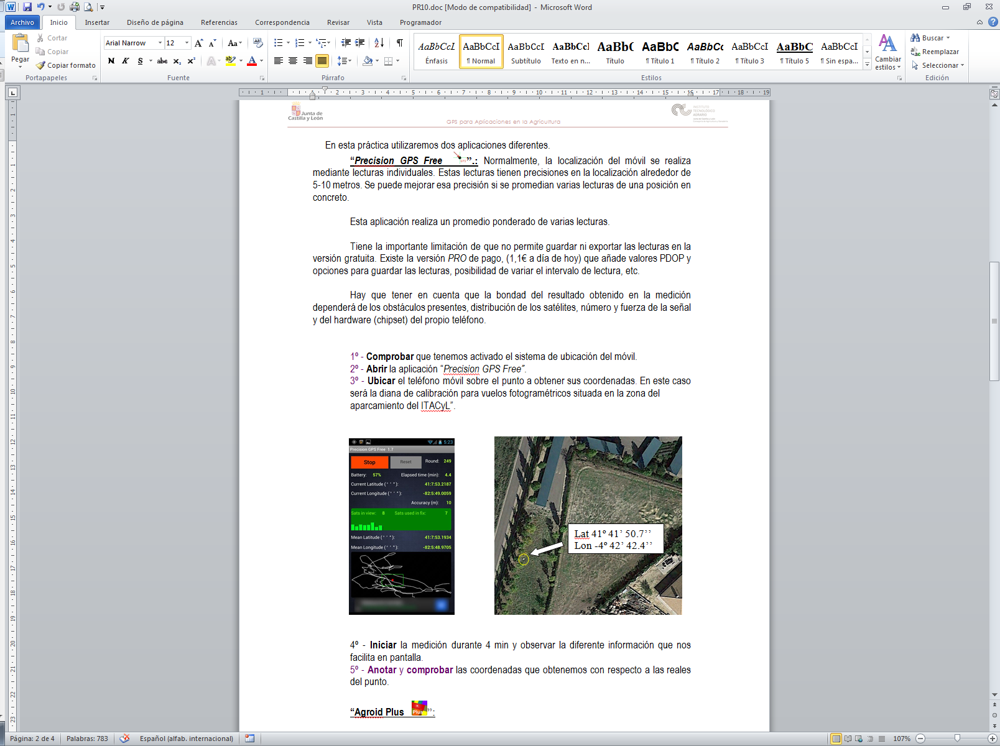 PR10.doc [Modo de compatibilidad] - Microsoft Word
Archivo Inicio Insertar Diseño de página Referencias Correspondencia Revisar Vista Programador
Pegar
Cortar
Copiar
Copiar formato
Portapapeles
Arial Narrow 12
Fuente
Párrafo
AaBbCcI AaBbCcI AaBbCcI AaBbCcI AaBb( AaBbC AaBbCc AaBbCcI AaBbC AaBbCcI
Énfasis ¶ Normal Subtítulo Texto en n... Título ¶ Título 1 ¶ Título 2 ¶ Título 3 ¶ Título 5 ¶ Sin espa...
Estilos
Cambiar estilos
Buscar
Reemplazar
Seleccionar
Edición
Junta de
Castilla y León
GPS para Aplicaciones en la Agricultura
INSTITUTO
TECNOLÓGICO
AGRARIO
En esta práctica utilizaremos dos aplicaciones diferentes.
“Precision GPS Free ”.: Normalmente, la localización del móvil se realiza
mediante lecturas individuales. Estas lecturas tienen precisiones en la localización alrededor de
5-10 metros. Se puede mejorar esa precisión si se promedian varias lecturas de una posición en
concreto.
Esta aplicación realiza un promedio ponderado de varias lecturas.
Tiene la importante limitación de que no permite guardar ni exportar las lecturas en la
versión gratuita. Existe la versión PRO de pago, (1,1€ a día de hoy) que añade valores PDOP y
opciones para guardar las lecturas, posibilidad de variar el intervalo de lectura, etc.
Hay que tener en cuenta que la bondad del resultado obtenido en la medición
dependerá de los obstáculos presentes, distribución de los satélites, número y fuerza de la señal
y del hardware (chipset) del propio teléfono.
1º - Comprobar que tenemos activado el sistema de ubicación del móvil.
2º - Abrir la aplicación “Precision GPS Free”.
3º - Ubicar el teléfono móvil sobre el punto a obtener sus coordenadas. En este caso
será la diana de calibración para vuelos fotogramétricos situada en la zona del
aparcamiento del ITACyL”.
5:23
Precision GPS Free 1.7
Stop Reset Round: 249
Battery: 57% Elapsed time (min): 4.4
Current Latitude (° ' "): 41:7:53.2187
Current Longitude (° ' "): -82:5:49.0059
Accuracy (m): 10
Sats in view: 8 Sats used in fix: 7
Mean Latitude (° ' "): 41:7:53.1934
Mean Longitude (° ' "): -82:5:48.9705
Lat 41º 41’ 50.7’’
Lon -4º 42’ 42.4’’
4º - Iniciar la medición durante 4 min y observar la diferente información que nos
facilita en pantalla.
5º - Anotar y comprobar las coordenadas que obtenemos con respecto a las reales
del punto.
“Agroid Plus Plus ”:
Página: 2 de 4 Palabras: 783 Español (alfab. internacional) 107%